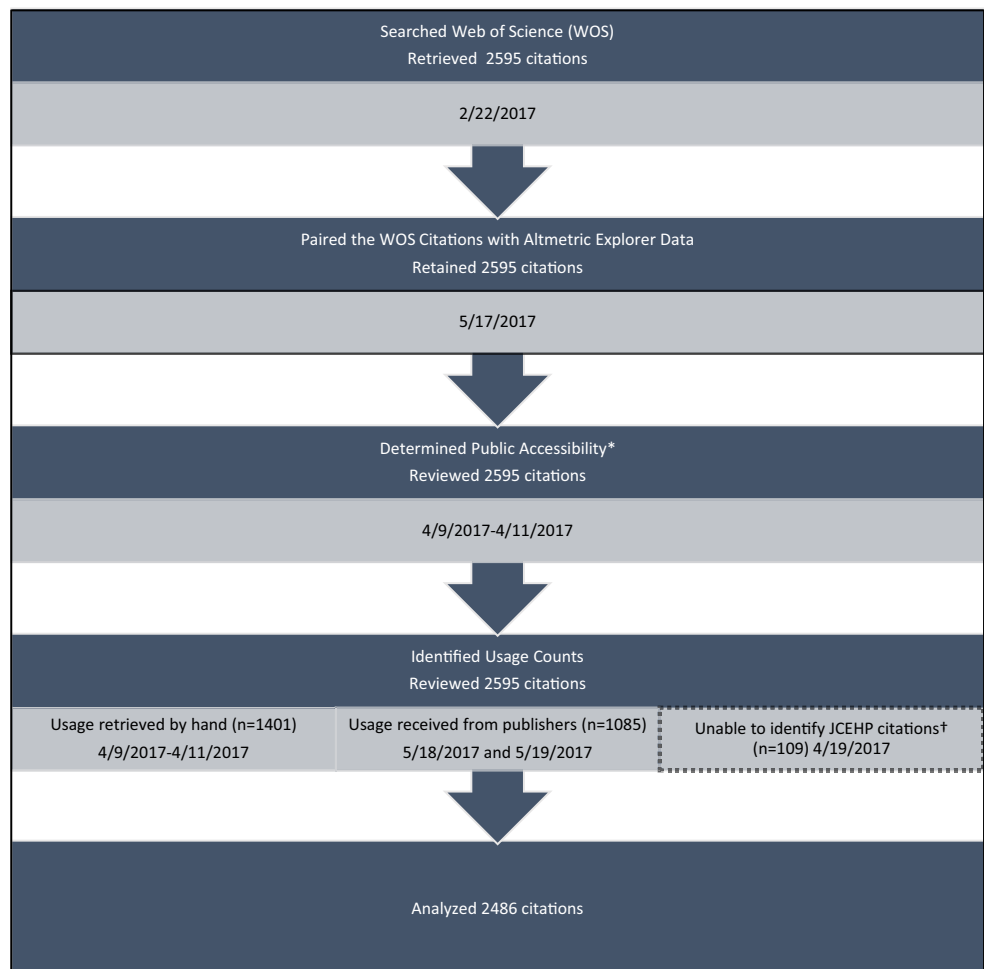 Searched Web of Science (WOS)
Retrieved 2595 citations
2/22/2017
Paired the WOS Citations with Altmetric Explorer Data
Retained 2595 citations
5/17/2017
Determined Public Accessibility*
Reviewed 2595 citations
4/9/2017-4/11/2017
Identified Usage Counts
Reviewed 2595 citations
Usage retrieved by hand (n=1401)
4/9/2017-4/11/2017
Usage received from publishers (n=1085)
5/18/2017 and 5/19/2017
Unable to identify JCEHP citations†
(n=109) 4/19/2017
Analyzed 2486 citations